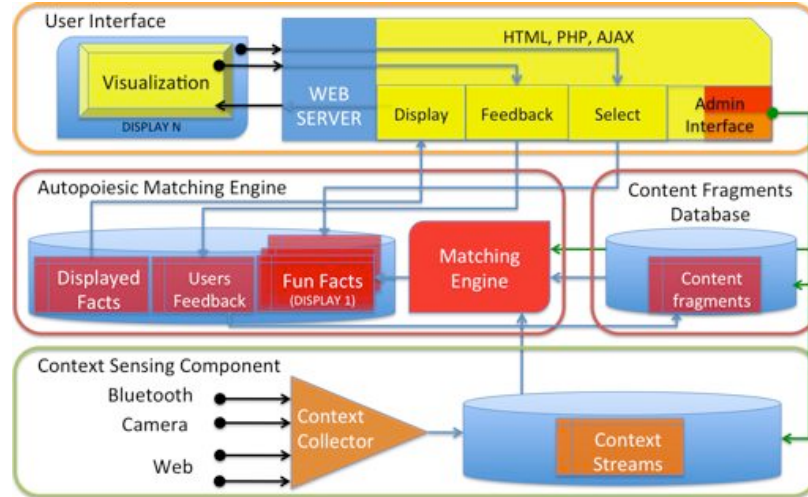 User Interface
HTML, PHP, AJAX
Visualization
DISPLAY N
WEB
SERVER
Display
Feedback
Select
Admin
Interface
Autopoiesic Matching Engine
Content Fragments
Database
Displayed
Facts
Users
Feedback
Fun Facts
(DISPLAY 1)
Matching
Engine
Content
fragments
Context Sensing Component
Bluetooth
Camera
Web
Context
Collector
Context
Streams